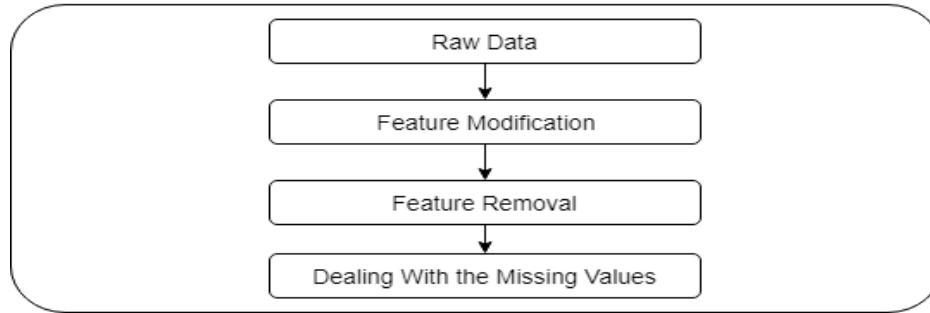 Raw Data
Feature Modification
Feature Removal
Dealing With the Missing Values